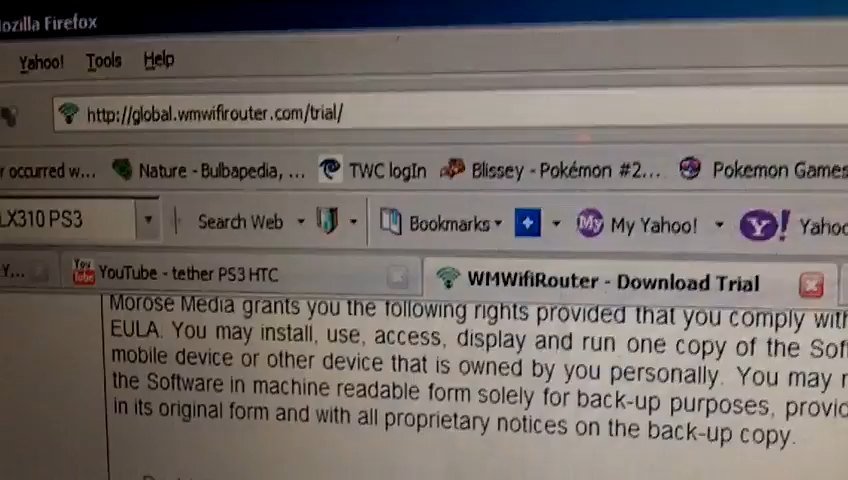 ozilla Firefox
Yahoo! Tools Help
http://global.wmwifirouter.com/trial/
r occurred w... Nature - Bulbapedia, ... TWC logIn Blissey - Pokémon #2... Pokemon Games
LX310 PS3 Search Web Bookmarks My Yahoo! Yahoo
Y... YouTube - tether PS3 HTC WMWifiRouter - Download Trial
Morose Media grants you the following rights provided that you comply with
EULA. You may install, use, access, display and run one copy of the Sof
mobile device or other device that is owned by you personally. You may
the Software in machine readable form solely for back-up purposes, provid
in its original form and with all proprietary notices on the back-up copy.